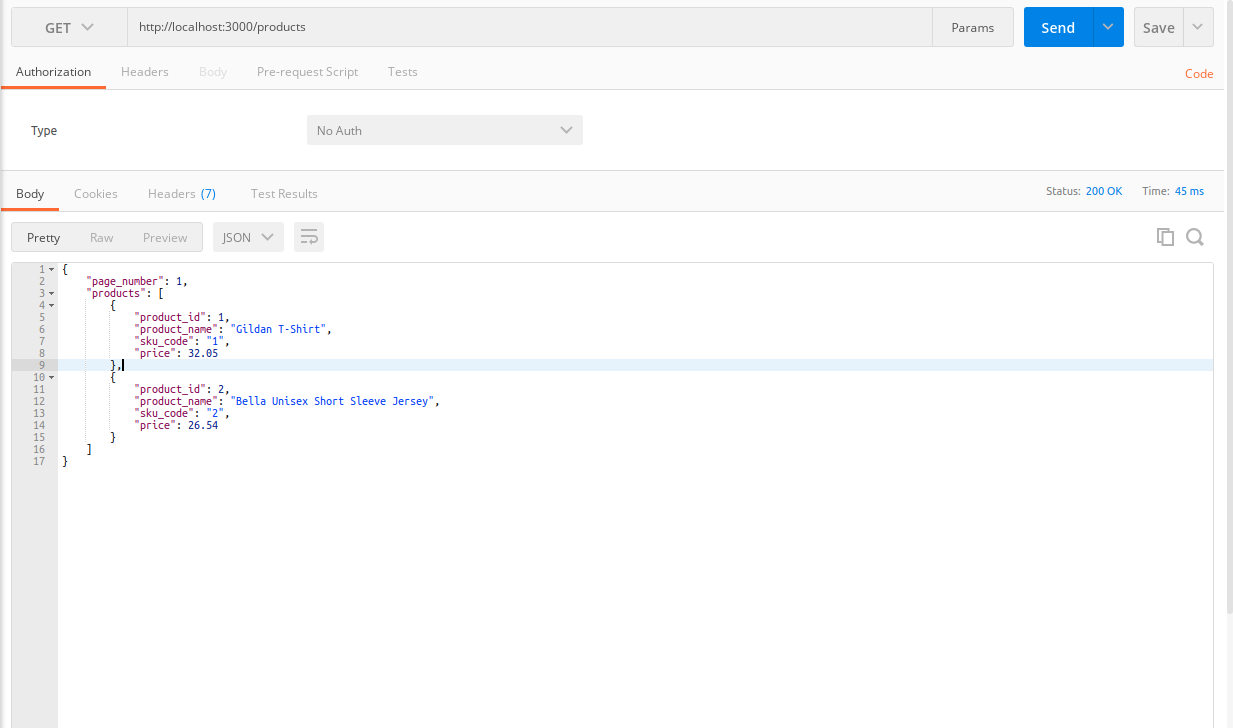 GET http://localhost:3000/products Params Send Save
Authorization Headers Body Pre-request Script Tests Code
Type No Auth
Body Cookies Headers (7) Test Results Status: 200 OK Time: 45 ms
Pretty Raw Preview JSON
1 {
2 "page_number": 1,
3 "products": [
4 {
5 "product_id": 1,
6 "product_name": "Gildan T-Shirt",
7 "sku_code": "1",
8 "price": 32.05
9 },
10 {
11 "product_id": 2,
12 "product_name": "Bella Unisex Short Sleeve Jersey",
13 "sku_code": "2",
14 "price": 26.54
15 }
16 ]
17 }